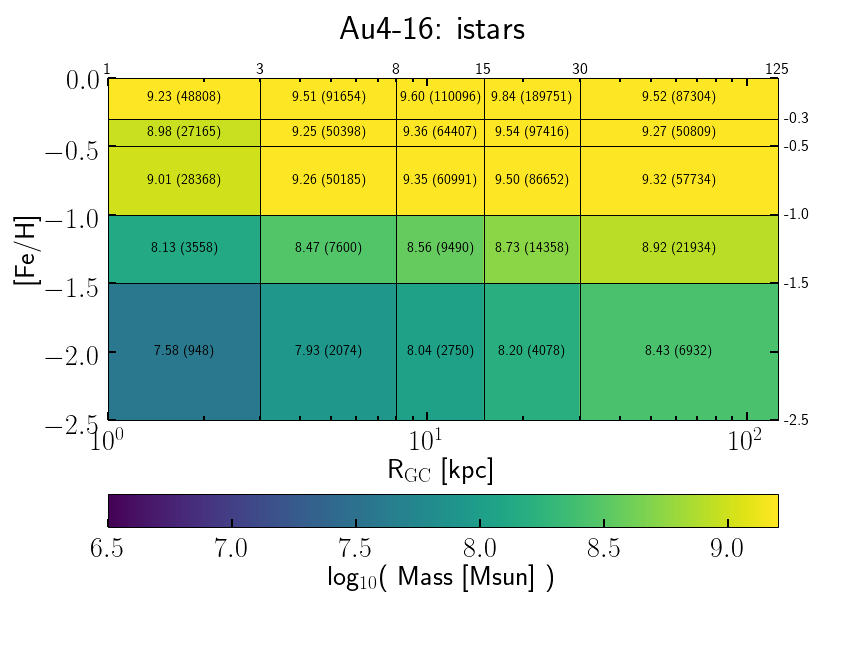 Au4-16: istars
1 3 8 15 30 125
0.0
9.23 (48808) 9.51 (91654) 9.60 (110096) 9.84 (189751) 9.52 (87304)
-0.3
8.98 (27165) 9.25 (50398) 9.36 (64407) 9.54 (97416) 9.27 (50809)
−0.5 -0.5
9.01 (28368) 9.26 (50185) 9.35 (60991) 9.50 (86652) 9.32 (57734)
−1.0 -1.0
[Fe/H]
8.13 (3558) 8.47 (7600) 8.56 (9490) 8.73 (14358) 8.92 (21934)
−1.5 -1.5
7.58 (948) 7.93 (2074) 8.04 (2750) 8.20 (4078) 8.43 (6932)
−2.0
−2.5 -2.5
10⁰ 10¹ 10²
R_GC [kpc]
6.5 7.0 7.5 8.0 8.5 9.0
log₁₀( Mass [Msun] )